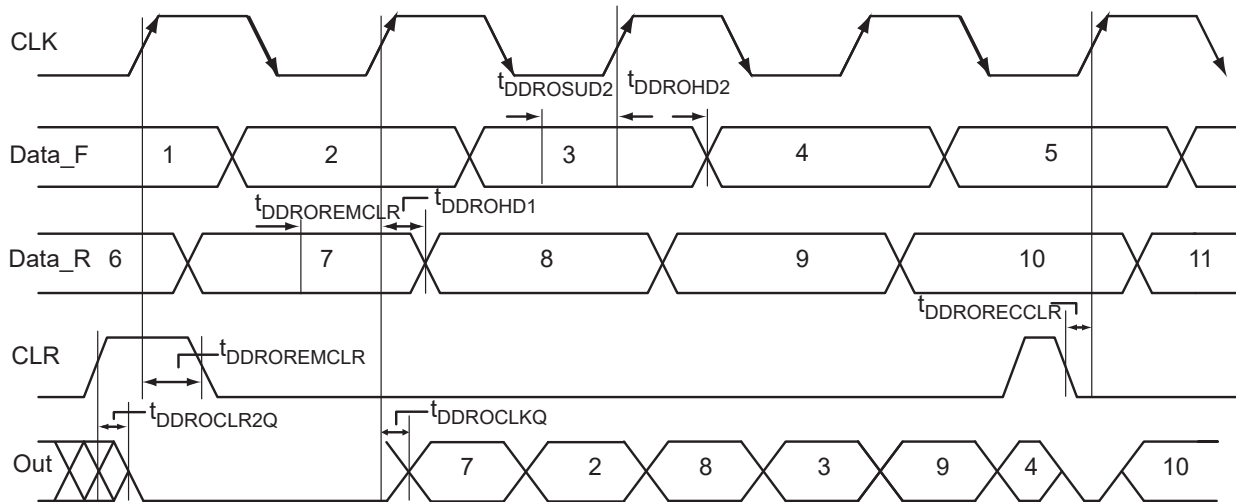 CLK
tDDROSUD2 tDDROHD2
Data_F 1 2 3 4 5
tDDROREMCLR tDDROHD1
Data_R 6 7 8 9 10 11
tDDRORECCLR
CLR
tDDROREMCLR
tDDROCLR2Q tDDROCLKQ
Out 7 2 8 3 9 4 10